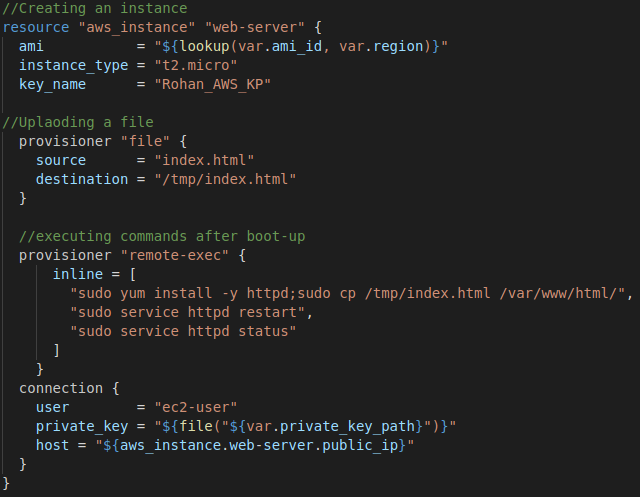 //Creating an instance
resource "aws_instance" "web-server" {
  ami           = "${lookup(var.ami_id, var.region)}"
  instance_type = "t2.micro"
  key_name      = "Rohan_AWS_KP"

//Uplaoding a file
  provisioner "file" {
    source      = "index.html"
    destination = "/tmp/index.html"
  }

  //executing commands after boot-up
  provisioner "remote-exec" {
      inline = [
        "sudo yum install -y httpd;sudo cp /tmp/index.html /var/www/html/",
        "sudo service httpd restart",
        "sudo service httpd status"
      ]
    }
  connection {
    user        = "ec2-user"
    private_key = "${file("${var.private_key_path}")}"
    host = "${aws_instance.web-server.public_ip}"
  }
}